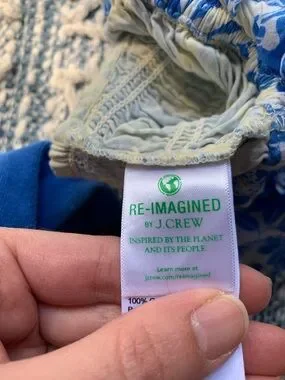 RE-IMAGINED
BY J.CREW
INSPIRED BY THE PLANET
AND ITS PEOPLE.
Learn more at
jcrew.com/reimagined
100%